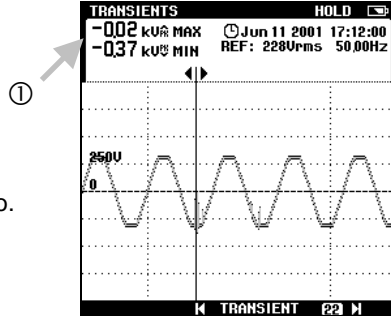 TRANSIENTS HOLD
-0.02 kV MAX Jun 11 2001 17:12:00
-0.37 kV MIN REF: 228Vrms 50.00Hz
①
250V
0
o.
TRANSIENT 22